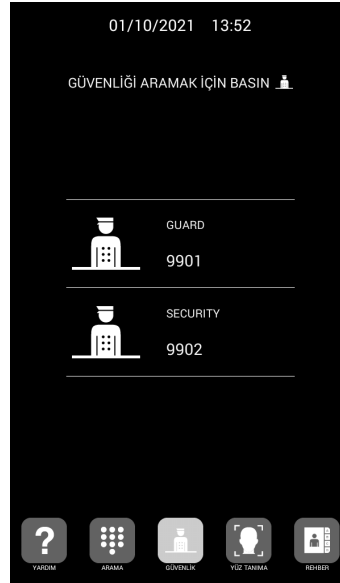 01/10/2021 13:52
GÜVENLİĞİ ARAMAK İÇİN BASIN
GUARD
9901
SECURITY
9902
YARDIM ARAMA GÜVENLİK YÜZ TANIMA REHBER